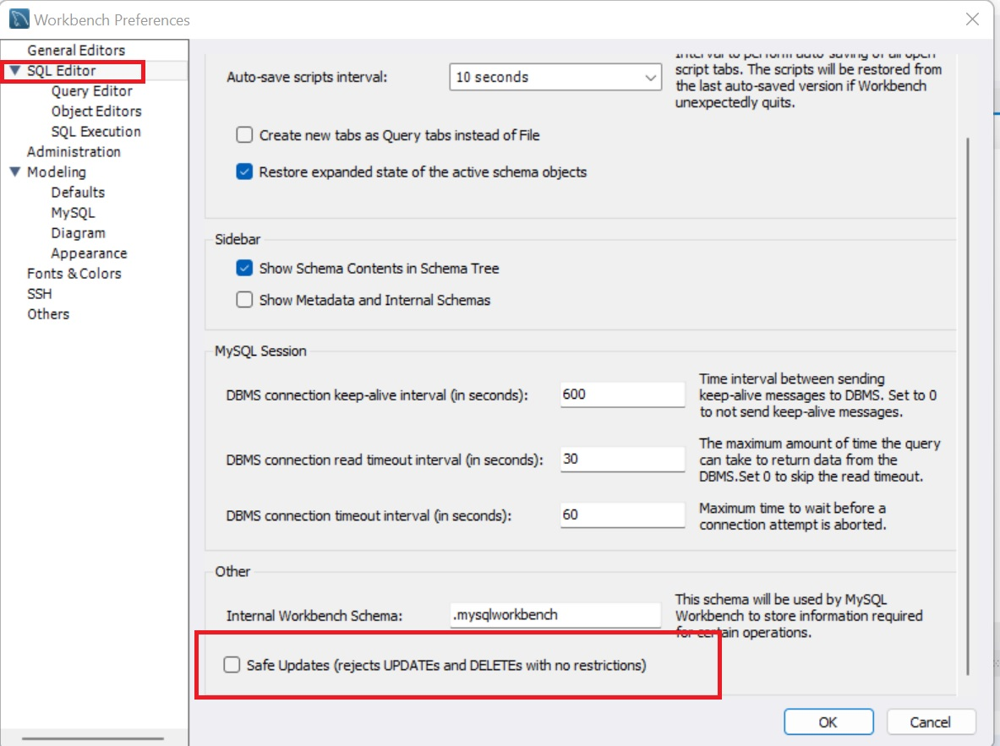 Workbench Preferences
General Editors
SQL Editor
Query Editor
Object Editors
SQL Execution
Administration
Modeling
Defaults
MySQL
Diagram
Appearance
Fonts & Colors
SSH
Others
Auto-save scripts interval:
10 seconds
Interval to perform auto-saving of all open
script tabs. The scripts will be restored from
the last auto-saved version if Workbench
unexpectedly quits.
Create new tabs as Query tabs instead of File
Restore expanded state of the active schema objects
Sidebar
Show Schema Contents in Schema Tree
Show Metadata and Internal Schemas
MySQL Session
DBMS connection keep-alive interval (in seconds):
600
Time interval between sending
keep-alive messages to DBMS. Set to 0
to not send keep-alive messages.
DBMS connection read timeout interval (in seconds):
30
The maximum amount of time the query
can take to return data from the
DBMS.Set 0 to skip the read timeout.
DBMS connection timeout interval (in seconds):
60
Maximum time to wait before a
connection attempt is aborted.
Other
Internal Workbench Schema:
.mysqlworkbench
This schema will be used by MySQL
Workbench to store information required
for certain operations.
Safe Updates (rejects UPDATEs and DELETEs with no restrictions)
OK
Cancel